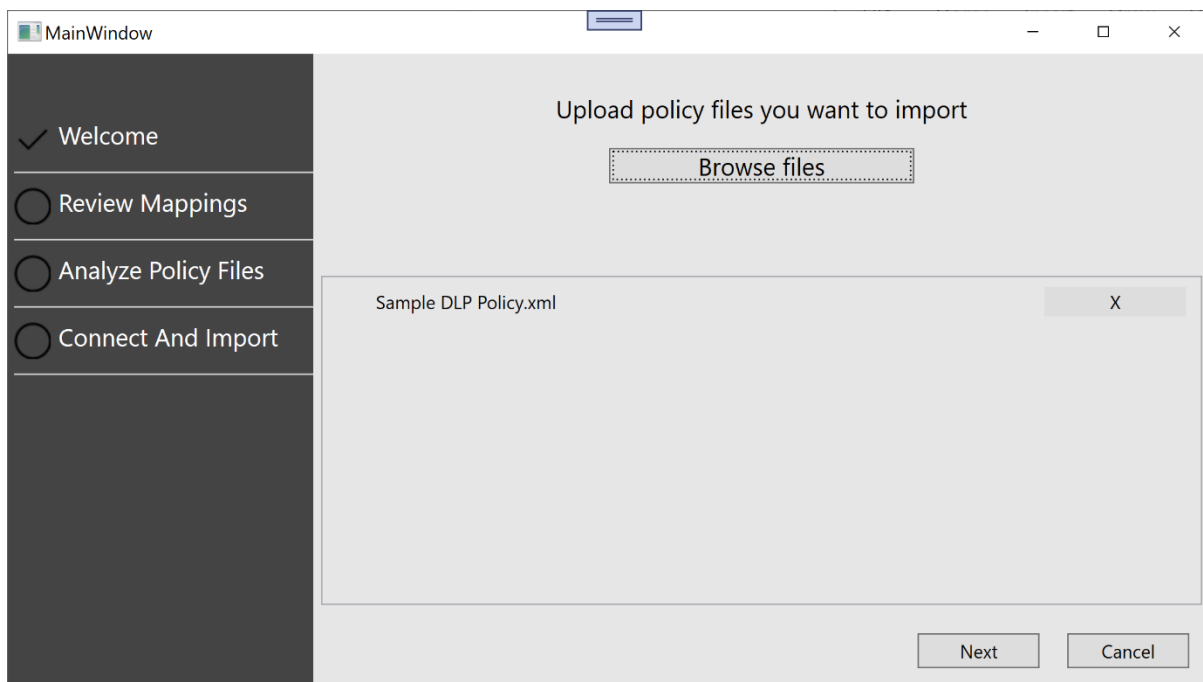 MainWindow
Welcome
Review Mappings
Analyze Policy Files
Connect And Import
Upload policy files you want to import
Browse files
Sample DLP Policy.xml X
Next Cancel